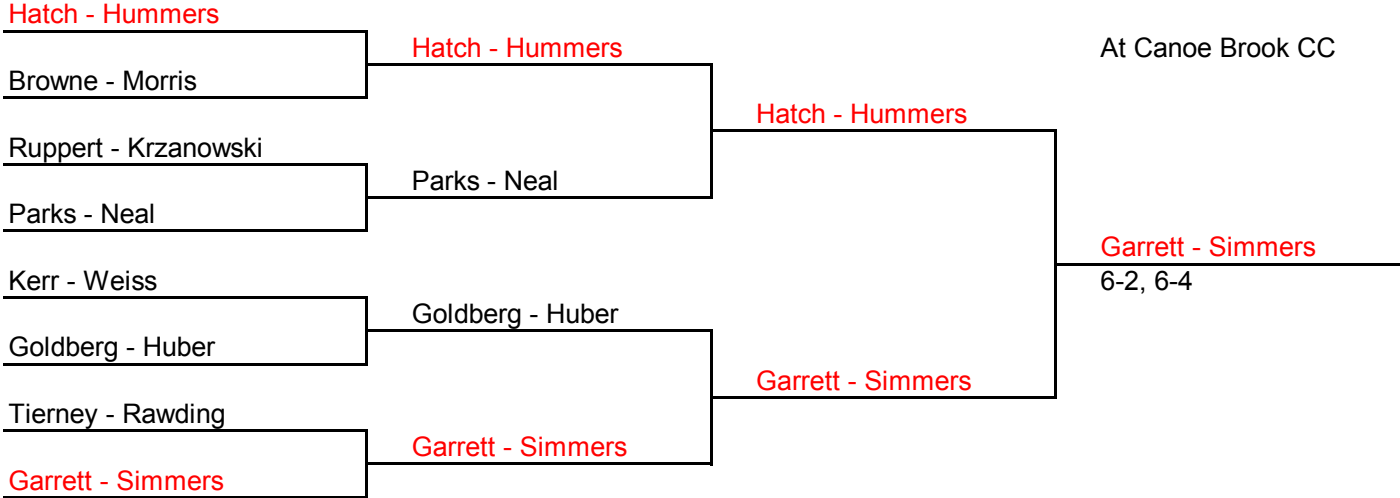 Hatch - Hummers
Browne - Morris
Ruppert - Krzanowski
Parks - Neal
Kerr - Weiss
Goldberg - Huber
Tierney - Rawding
Garrett - Simmers
Hatch - Hummers
Parks - Neal
Goldberg - Huber
Garrett - Simmers
Hatch - Hummers
Garrett - Simmers
At Canoe Brook CC
Garrett - Simmers
6-2, 6-4